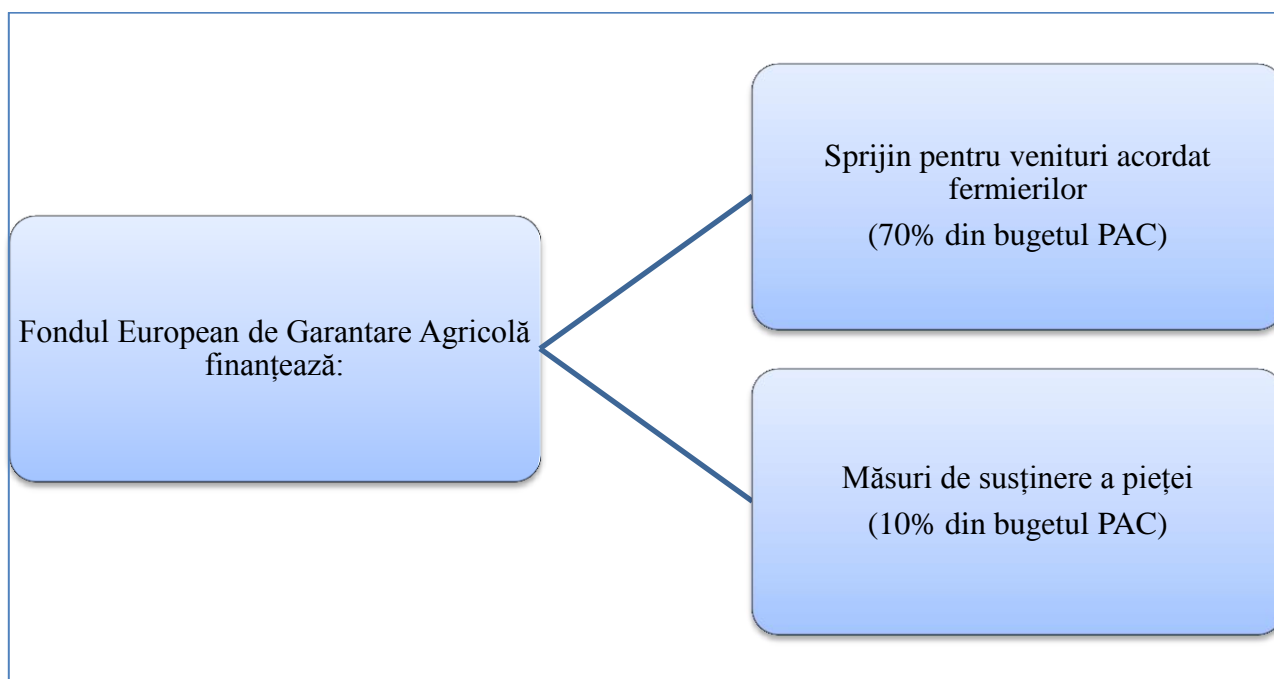 Fondul European de Garantare Agricolă
finanțează:
Sprijin pentru venituri acordat
fermierilor
(70% din bugetul PAC)
Măsuri de susținere a pieței
(10% din bugetul PAC)